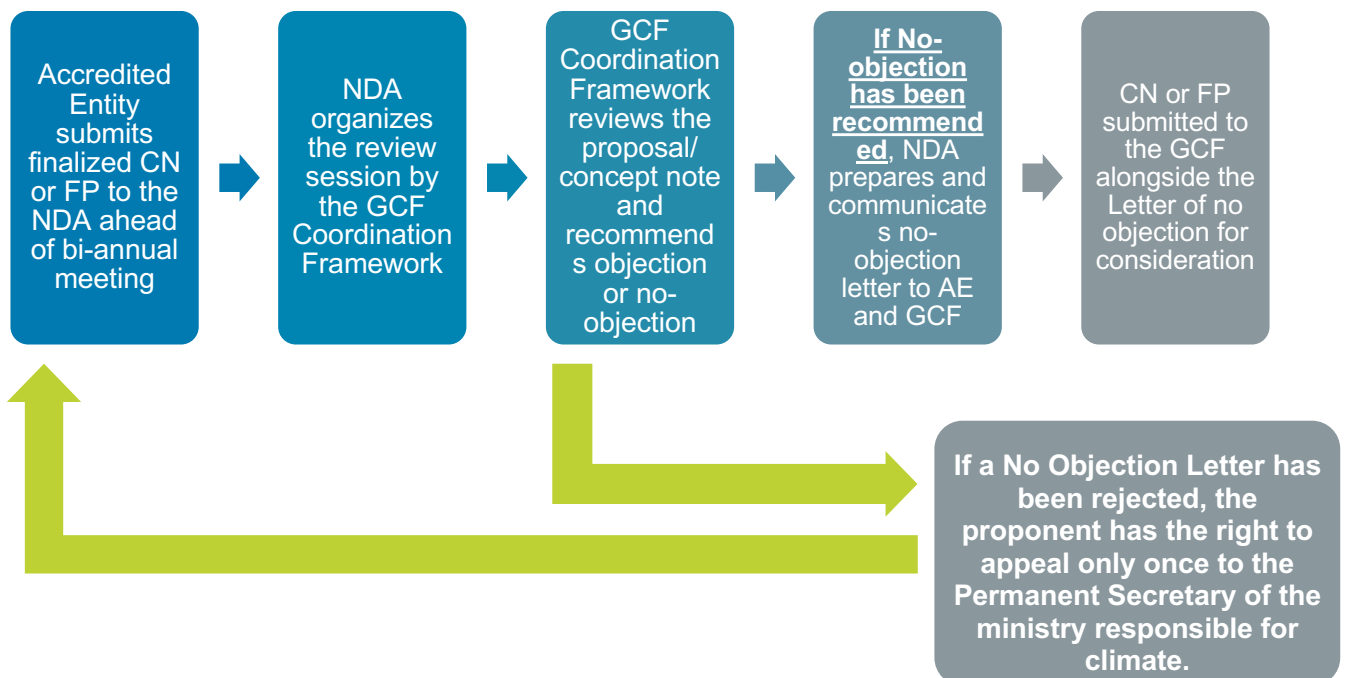 Accredited
Entity
submits
finalized CN
or FP to the
NDA ahead
of bi-annual
meeting
NDA
organizes
the review
session by
the GCF
Coordination
Framework
GCF
Coordination
Framework
reviews the
proposal/
concept note
and
recommend
s objection
or no-
objection
If No-
objection
has been
recommend
ed, NDA
prepares and
communicate
s no-
objection
letter to AE
and GCF
CN or FP
submitted to
the GCF
alongside the
Letter of no
objection for
consideration
If a No Objection Letter has
been rejected, the
proponent has the right to
appeal only once to the
Permanent Secretary of the
ministry responsible for
climate.